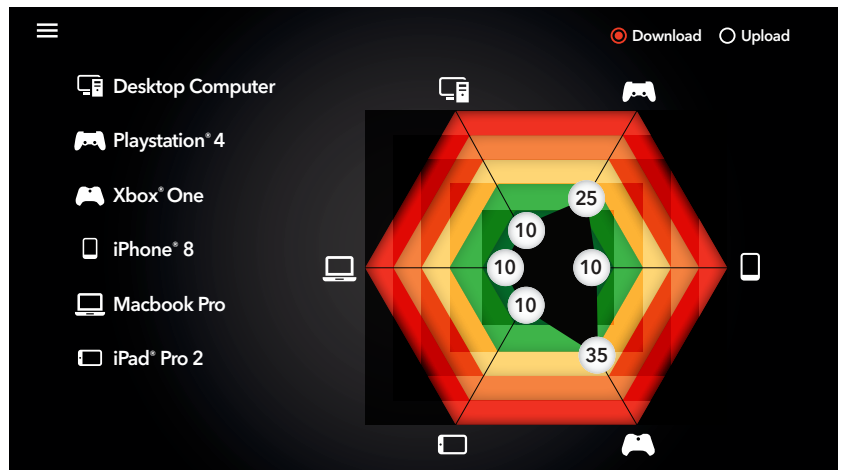 Download Upload
Desktop Computer
Playstation® 4
Xbox® One
iPhone® 8
Macbook Pro
iPad® Pro 2
25
10
10 10
10
35